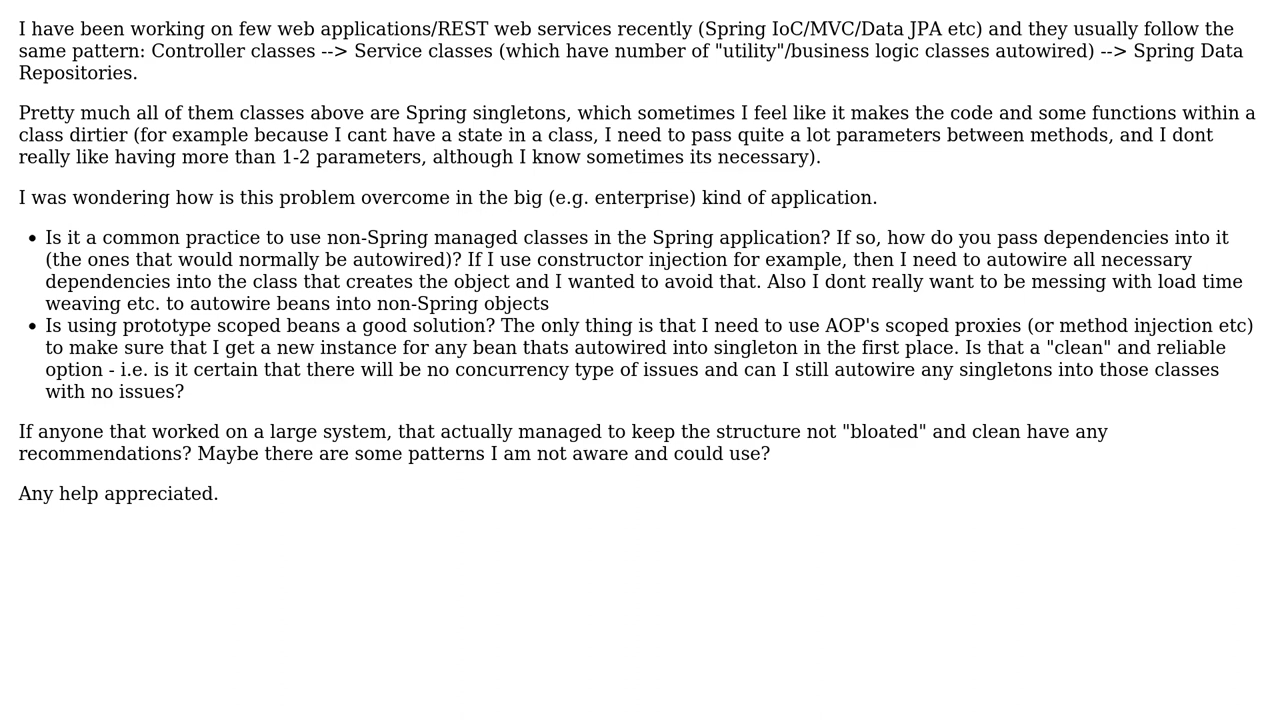 I have been working on few web applications/REST web services recently (Spring IoC/MVC/Data JPA etc) and they usually follow the
same pattern: Controller classes --> Service classes (which have number of "utility"/business logic classes autowired) --> Spring Data
Repositories.
Pretty much all of them classes above are Spring singletons, which sometimes I feel like it makes the code and some functions within a
class dirtier (for example because I cant have a state in a class, I need to pass quite a lot parameters between methods, and I dont
really like having more than 1-2 parameters, although I know sometimes its necessary).
I was wondering how is this problem overcome in the big (e.g. enterprise) kind of application.
• Is it a common practice to use non-Spring managed classes in the Spring application? If so, how do you pass dependencies into it
(the ones that would normally be autowired)? If I use constructor injection for example, then I need to autowire all necessary
dependencies into the class that creates the object and I wanted to avoid that. Also I dont really want to be messing with load time
weaving etc. to autowire beans into non-Spring objects
• Is using prototype scoped beans a good solution? The only thing is that I need to use AOP's scoped proxies (or method injection etc)
to make sure that I get a new instance for any bean thats autowired into singleton in the first place. Is that a "clean" and reliable
option - i.e. is it certain that there will be no concurrency type of issues and can I still autowire any singletons into those classes
with no issues?
If anyone that worked on a large system, that actually managed to keep the structure not "bloated" and clean have any
recommendations? Maybe there are some patterns I am not aware and could use?
Any help appreciated.